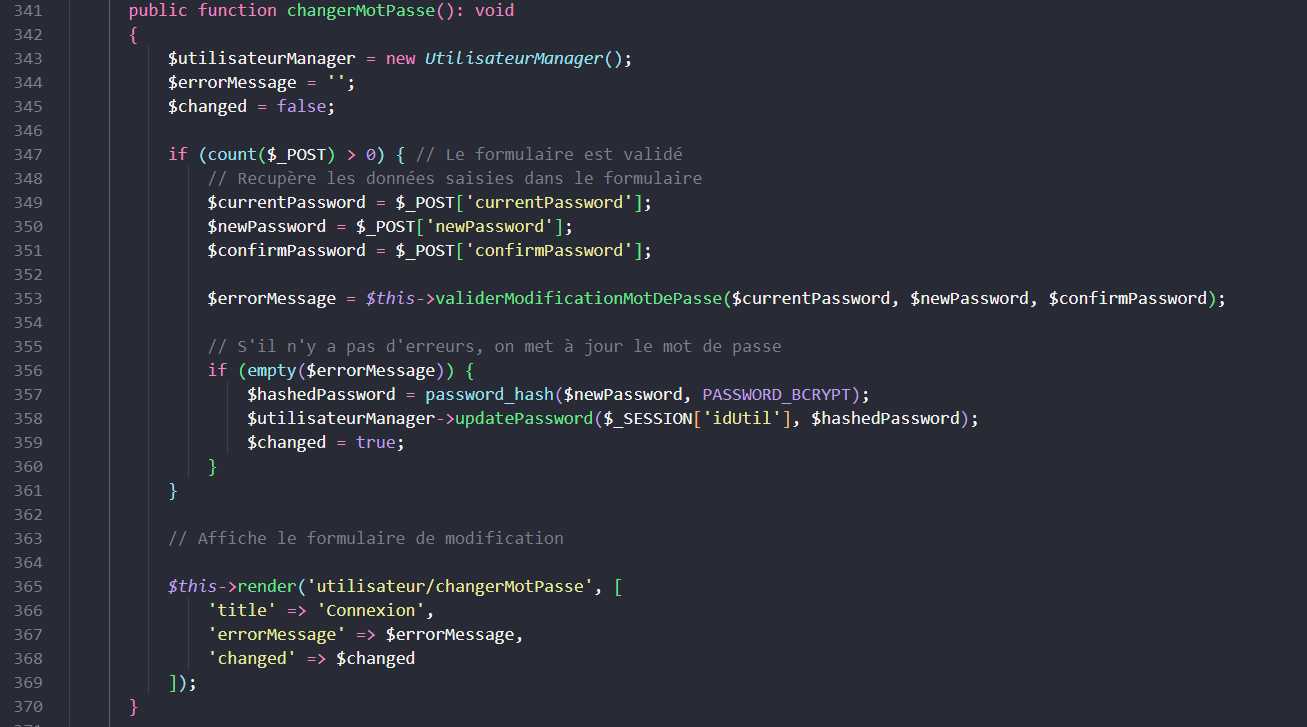 341 public function changerMotPasse(): void
342 {
343 $utilisateurManager = new UtilisateurManager();
344 $errorMessage = '';
345 $changed = false;
346
347 if (count($_POST) > 0) { // Le formulaire est validé
348 // Recupère les données saisies dans le formulaire
349 $currentPassword = $_POST['currentPassword'];
350 $newPassword = $_POST['newPassword'];
351 $confirmPassword = $_POST['confirmPassword'];
352
353 $errorMessage = $this->validerModificationMotDePasse($currentPassword, $newPassword, $confirmPassword);
354
355 // S'il n'y a pas d'erreurs, on met à jour le mot de passe
356 if (empty($errorMessage)) {
357 $hashedPassword = password_hash($newPassword, PASSWORD_BCRYPT);
358 $utilisateurManager->updatePassword($_SESSION['idUtil'], $hashedPassword);
359 $changed = true;
360 }
361 }
362
363 // Affiche le formulaire de modification
364
365 $this->render('utilisateur/changerMotPasse', [
366 'title' => 'Connexion',
367 'errorMessage' => $errorMessage,
368 'changed' => $changed
369 ]);
370 }